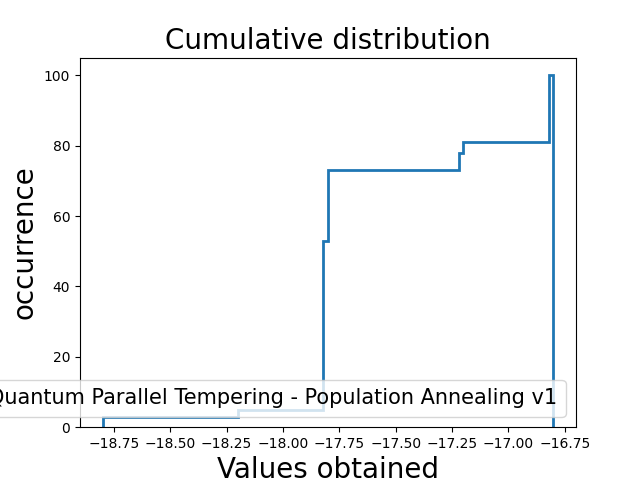 Cumulative distribution
occurrence
100
80
60
40
20
0
Quantum Parallel Tempering - Population Annealing v1
−18.75 −18.50 −18.25 −18.00 −17.75 −17.50 −17.25 −17.00 −16.75
Values obtained